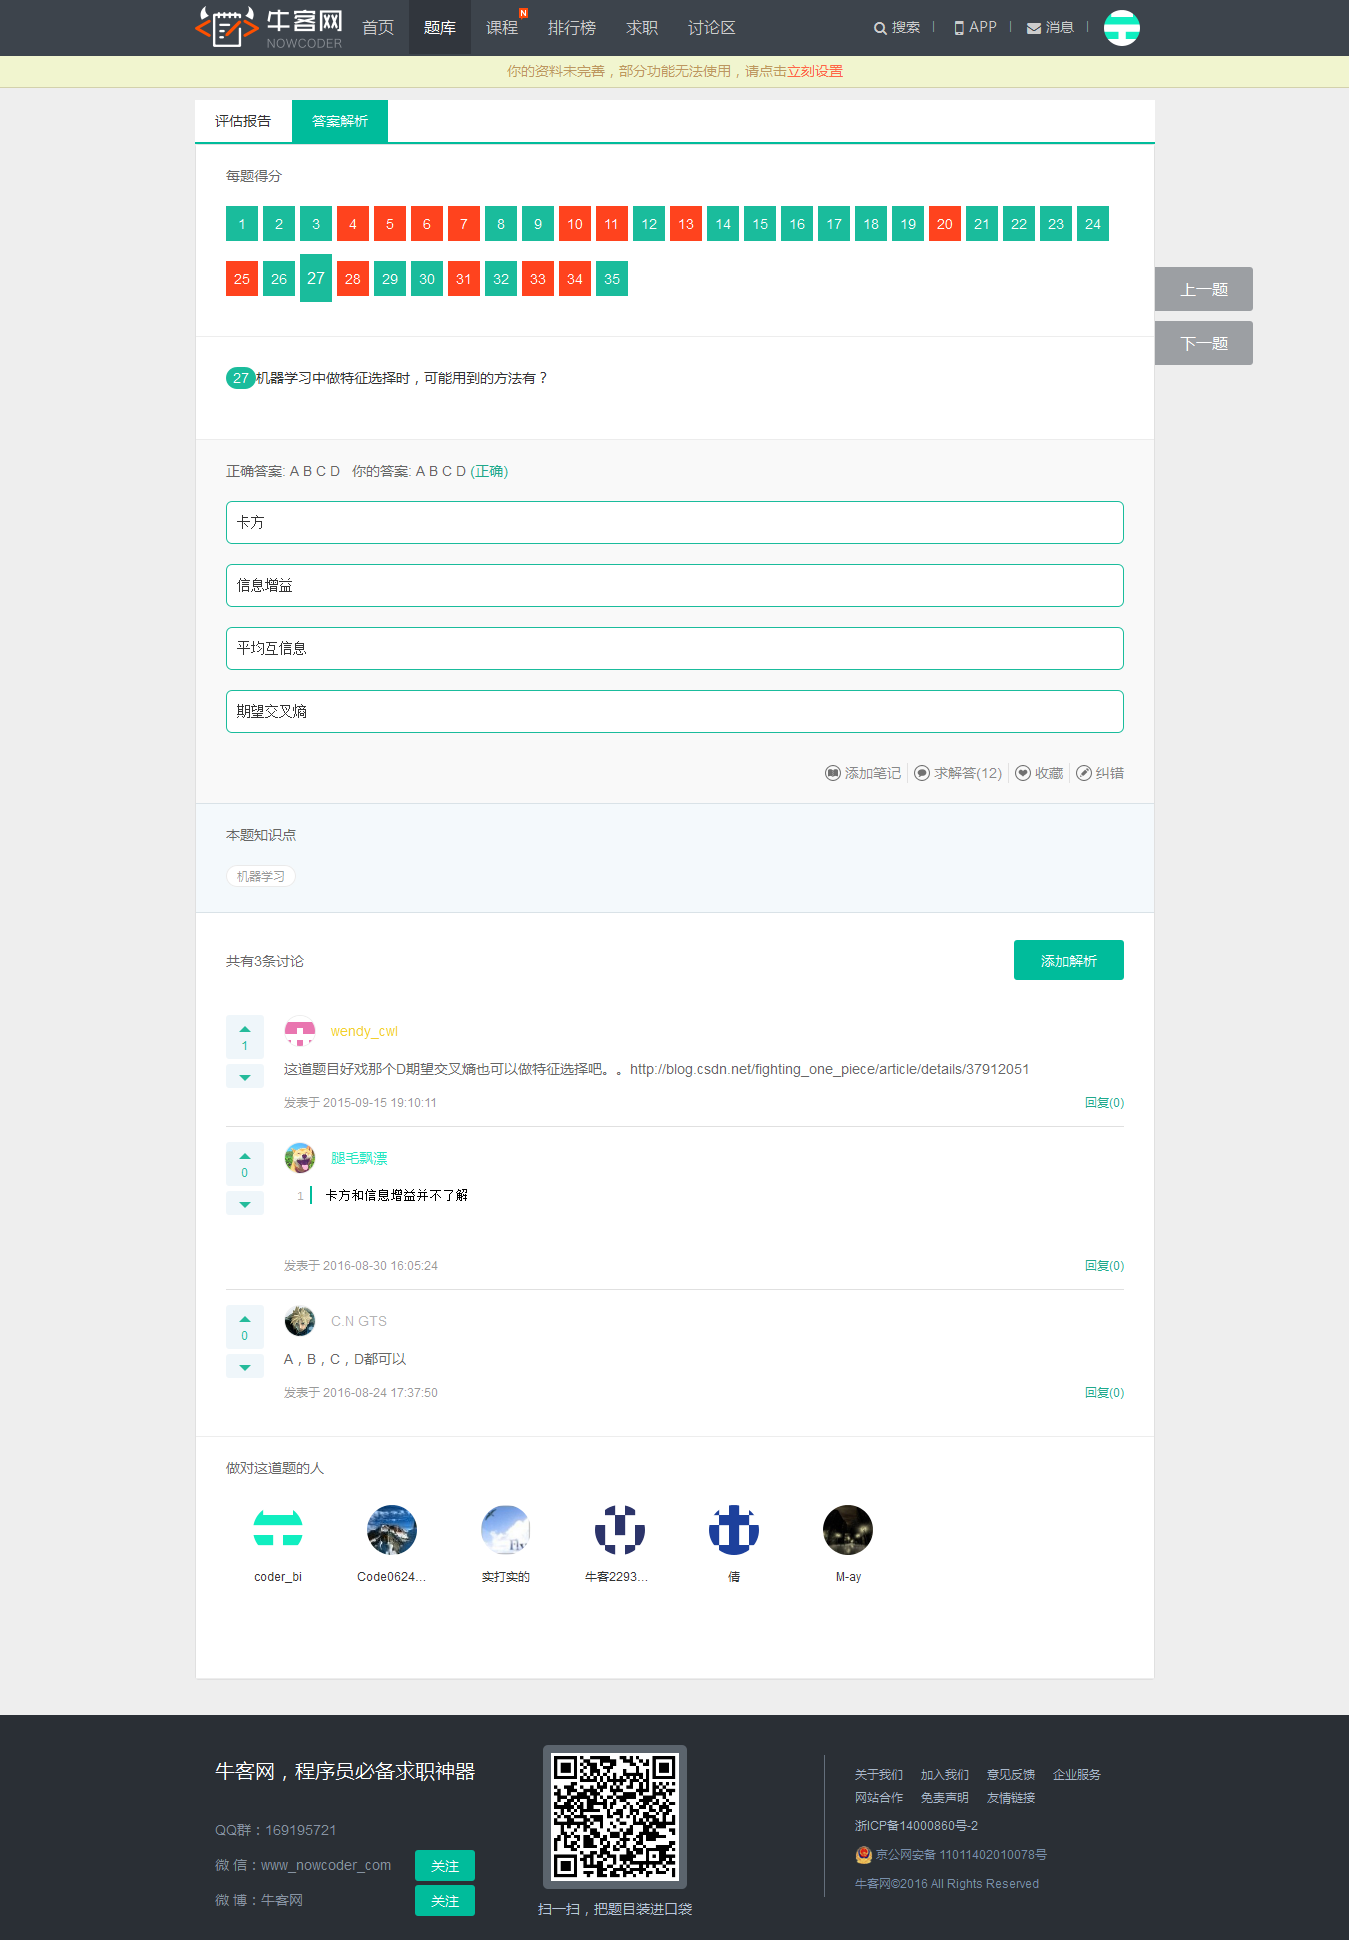 牛客网
NOWCODER
首页 题库 课程 N 排行榜 求职 讨论区 搜索 APP 消息
你的资料未完善，部分功能无法使用，请点击立刻设置
评估报告 答案解析
每题得分
1 2 3 4 5 6 7 8 9 10 11 12 13 14 15 16 17 18 19 20 21 22 23 24
25 26 27 28 29 30 31 32 33 34 35
上一题
下一题
27 机器学习中做特征选择时，可能用到的方法有？
正确答案: A B C D 你的答案: A B C D (正确)
卡方
信息增益
平均互信息
期望交叉熵
添加笔记 求解答(12) 收藏 纠错
本题知识点
机器学习
共有3条讨论 添加解析
wendy_cwl
1
这道题目好戏那个D期望交叉熵也可以做特征选择吧。。http://blog.csdn.net/fighting_one_piece/article/details/37912051
发表于 2015-09-15 19:10:11 回复(0)
腿毛飘漂
0
1 卡方和信息增益并不了解
发表于 2016-08-30 16:05:24 回复(0)
C.N GTS
0
A，B，C，D都可以
发表于 2016-08-24 17:37:50 回复(0)
做对这道题的人
coder_bi Code0624... 实打实的 牛客2293... 倩 M-ay
牛客网，程序员必备求职神器
QQ群：169195721
微 信：www_nowcoder_com 关注
微 博：牛客网 关注
扫一扫，把题目装进口袋
关于我们 加入我们 意见反馈 企业服务
网站合作 免责声明 友情链接
浙ICP备14000860号-2
京公网安备 11011402010078号
牛客网©2016 All Rights Reserved